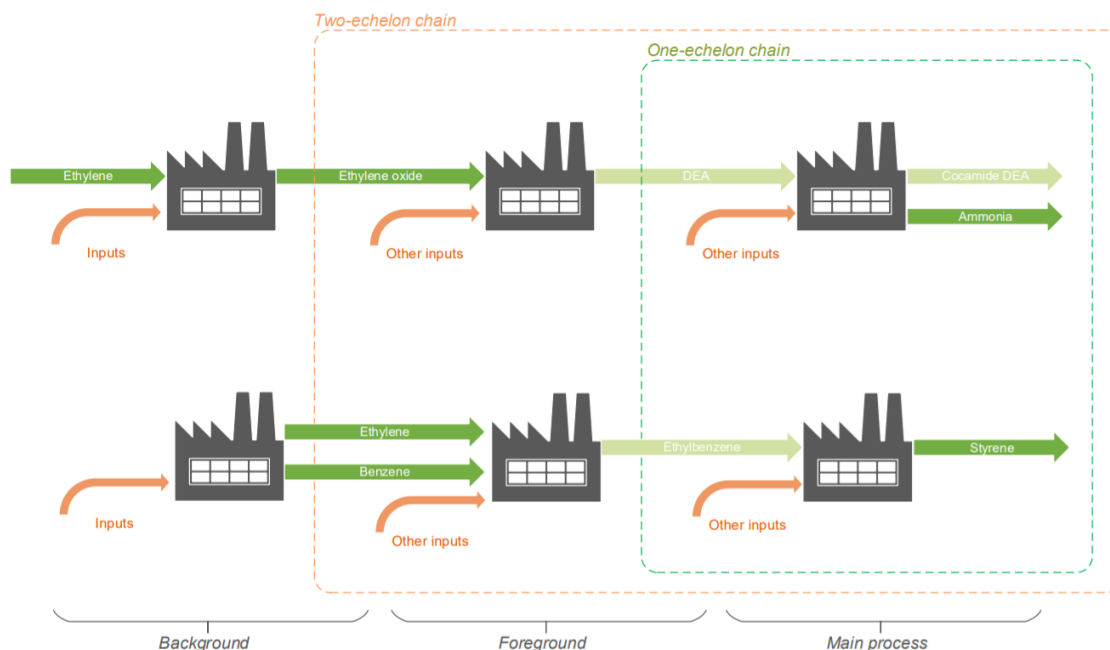 Two-echelon chain
One-echelon chain
Ethylene
Ethylene oxide
DEA
Cocamide DEA
Ammonia
Inputs
Other inputs
Other inputs
Ethylene
Ethylbenzene
Styrene
Benzene
Inputs
Other inputs
Other inputs
Background
Foreground
Main process